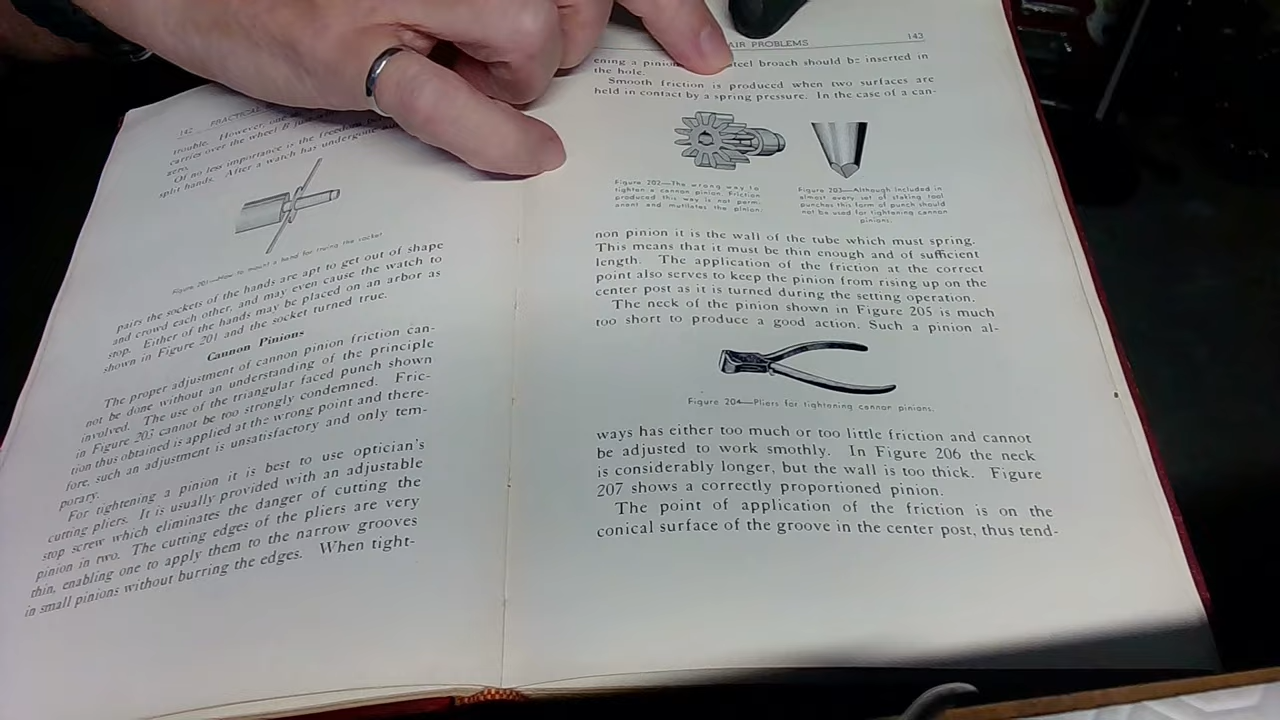 142 PRACTICAL
trouble. However, one
carries over the wheel B
zero.
Of no less importance is the freedom
split hands. After a watch has undergone
Figure 201—How to mount a hand for truing the socket
pairs the sockets of the hands are apt to get out of shape
and crowd each other, and may even cause the watch to
stop. Either of the hands may be placed on an arbor as
shown in Figure 201 and the socket turned true.
Cannon Pinions
The proper adjustment of cannon pinion friction can-
not be done without an understanding of the principle
involved. The use of the triangular faced punch shown
in Figure 203 cannot be too strongly condemned. Fric-
tion thus obtained is applied at the wrong point and there-
fore, such an adjustment is unsatisfactory and only tem-
porary.
For tightening a pinion it is best to use optician's
cutting pliers. It is usually provided with an adjustable
stop screw which eliminates the danger of cutting the
pinion in two. The cutting edges of the pliers are very
thin, enabling one to apply them to the narrow grooves
in small pinions without burring the edges. When tight-
AIR PROBLEMS 143
ening a pinion steel broach should be inserted in
the hole.
Smooth friction is produced when two surfaces are
held in contact by a spring pressure. In the case of a can-
Figure 202—The wrong way to
tighten a cannon pinion. Friction
produced this way is not perm-
anent and mutilates the pinion.
Figure 203—Although included in
almost every set of staking tool
punches this form of punch should
not be used for tightening cannon
pinions.
non pinion it is the wall of the tube which must spring.
This means that it must be thin enough and of sufficient
length. The application of the friction at the correct
point also serves to keep the pinion from rising up on the
center post as it is turned during the setting operation.
The neck of the pinion shown in Figure 205 is much
too short to produce a good action. Such a pinion al-
Figure 204—Pliers for tightening cannon pinions.
ways has either too much or too little friction and cannot
be adjusted to work smothly. In Figure 206 the neck
is considerably longer, but the wall is too thick. Figure
207 shows a correctly proportioned pinion.
The point of application of the friction is on the
conical surface of the groove in the center post, thus tend-